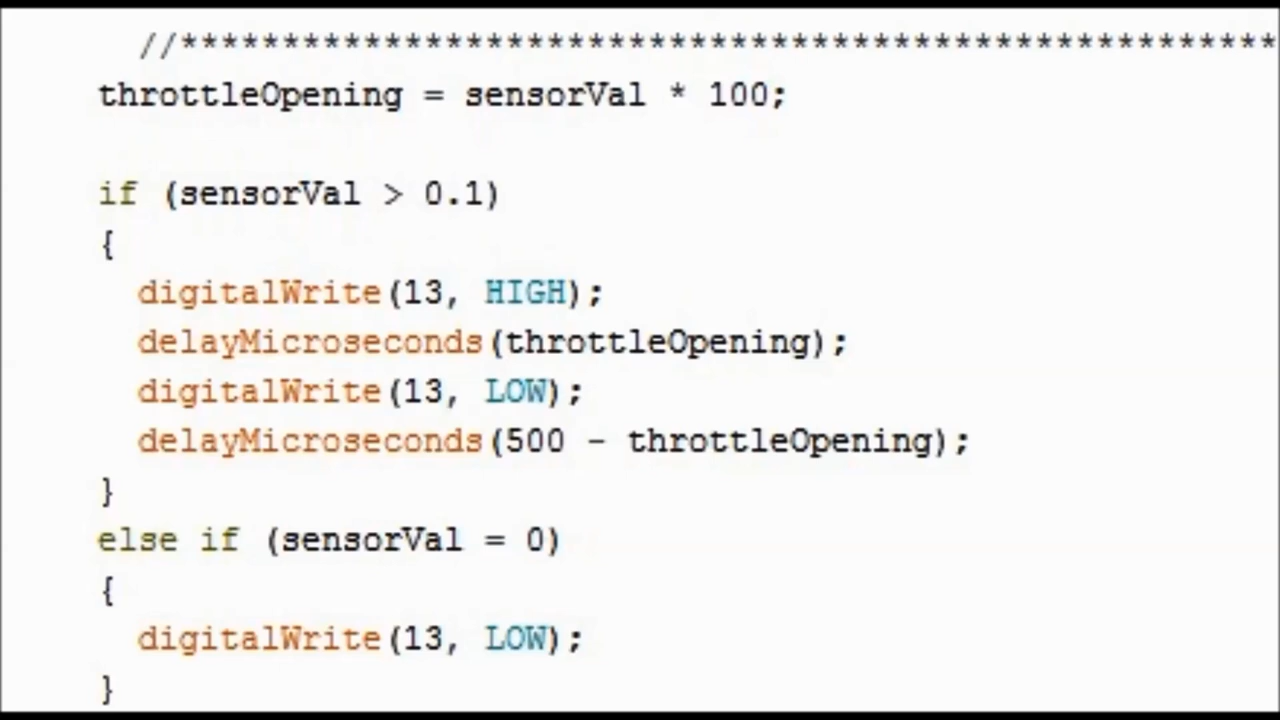 //******************************************************
throttleOpening = sensorVal * 100;
if (sensorVal > 0.1)
{
digitalWrite(13, HIGH);
delayMicroseconds(throttleOpening);
digitalWrite(13, LOW);
delayMicroseconds(500 - throttleOpening);
}
else if (sensorVal = 0)
{
digitalWrite(13, LOW);
}